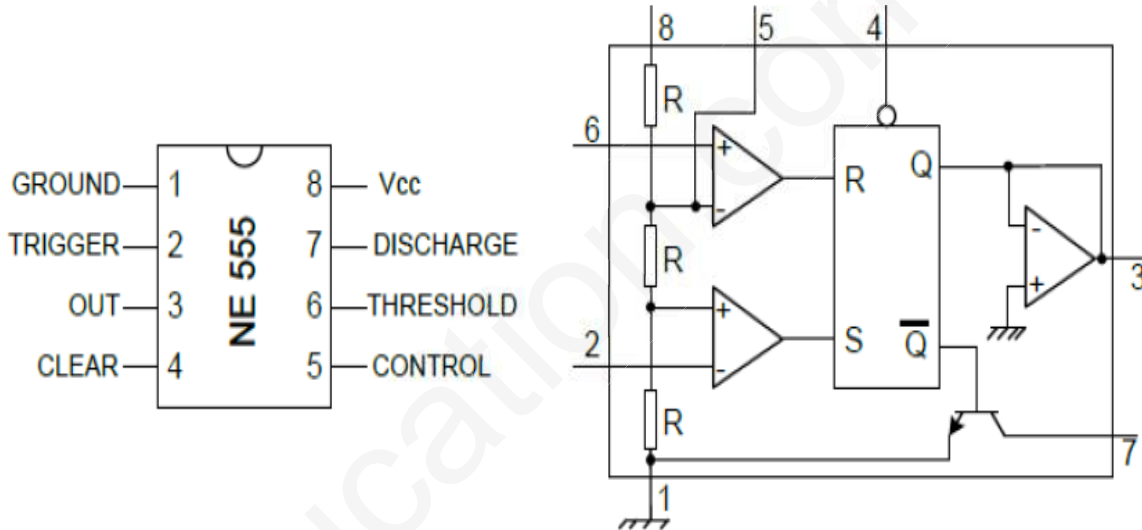 GROUND 1 8 Vcc
TRIGGER 2 7 DISCHARGE
OUT 3 6 THRESHOLD
CLEAR 4 5 CONTROL
NE 555
8 5 4
R
6 + R Q
-
R - 3
+ +
2 S Q̅
-
R
7
1